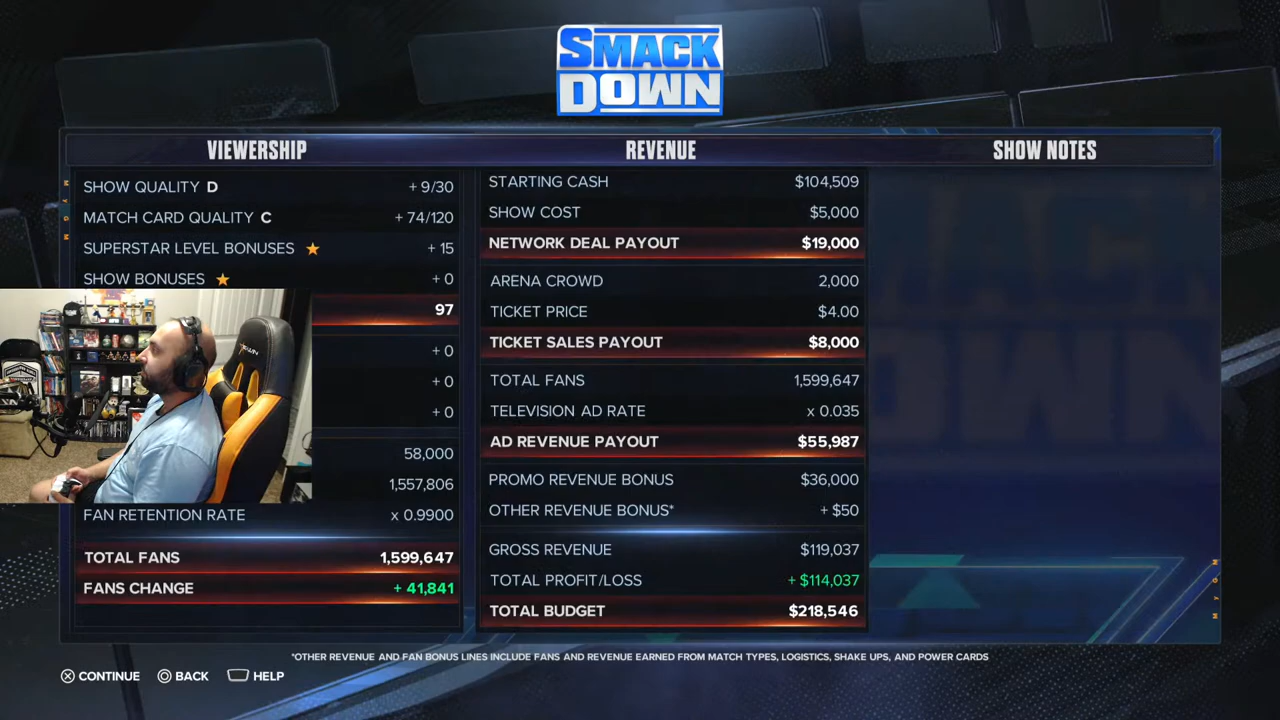 SMACK
DOWN
VIEWERSHIP
SHOW QUALITY D + 9/30
MATCH CARD QUALITY C + 74/120
SUPERSTAR LEVEL BONUSES + 15
SHOW BONUSES + 0
97
+ 0
+ 0
+ 0
58,000
1,557,806
FAN RETENTION RATE x 0.9900
TOTAL FANS 1,599,647
FANS CHANGE + 41,841
REVENUE
STARTING CASH $104,509
SHOW COST $5,000
NETWORK DEAL PAYOUT $19,000
ARENA CROWD 2,000
TICKET PRICE $4.00
TICKET SALES PAYOUT $8,000
TOTAL FANS 1,599,647
TELEVISION AD RATE x 0.035
AD REVENUE PAYOUT $55,987
PROMO REVENUE BONUS $36,000
OTHER REVENUE BONUS* + $50
GROSS REVENUE $119,037
TOTAL PROFIT/LOSS + $114,037
TOTAL BUDGET $218,546
SHOW NOTES
*OTHER REVENUE AND FAN BONUS LINES INCLUDE FANS AND REVENUE EARNED FROM MATCH TYPES, LOGISTICS, SHAKE UPS, AND POWER CARDS
CONTINUE BACK HELP